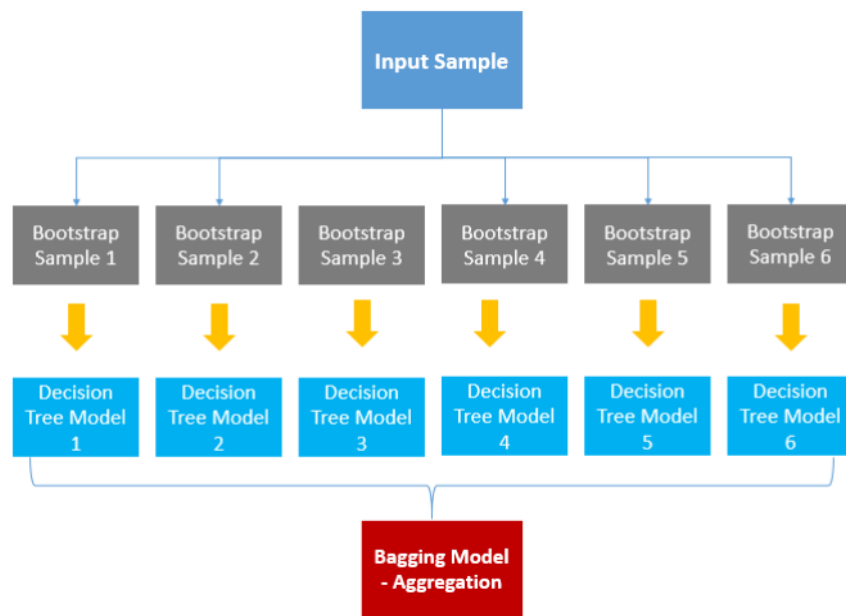 Input Sample
Bootstrap
Sample 1
Bootstrap
Sample 2
Bootstrap
Sample 3
Bootstrap
Sample 4
Bootstrap
Sample 5
Bootstrap
Sample 6
Decision
Tree Model
1
Decision
Tree Model
2
Decision
Tree Model
3
Decision
Tree Model
4
Decision
Tree Model
5
Decision
Tree Model
6
Bagging Model
- Aggregation